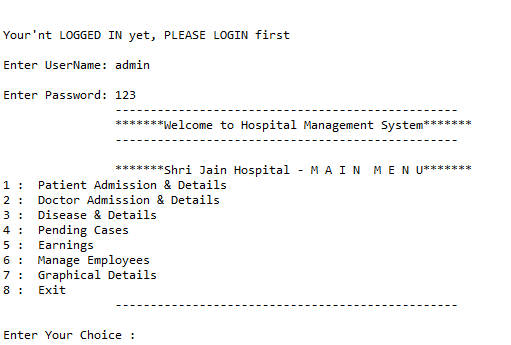 Your'nt LOGGED IN yet, PLEASE LOGIN first
Enter UserName: admin
Enter Password: 123
-------------------------------------------------
*******Welcome to Hospital Management System*******
-------------------------------------------------
*******Shri Jain Hospital - M A I N  M E N U*******
1 :  Patient Admission & Details
2 :  Doctor Admission & Details
3 :  Disease & Details
4 :  Pending Cases
5 :  Earnings
6 :  Manage Employees
7 :  Graphical Details
8 :  Exit
-------------------------------------------------
Enter Your Choice :